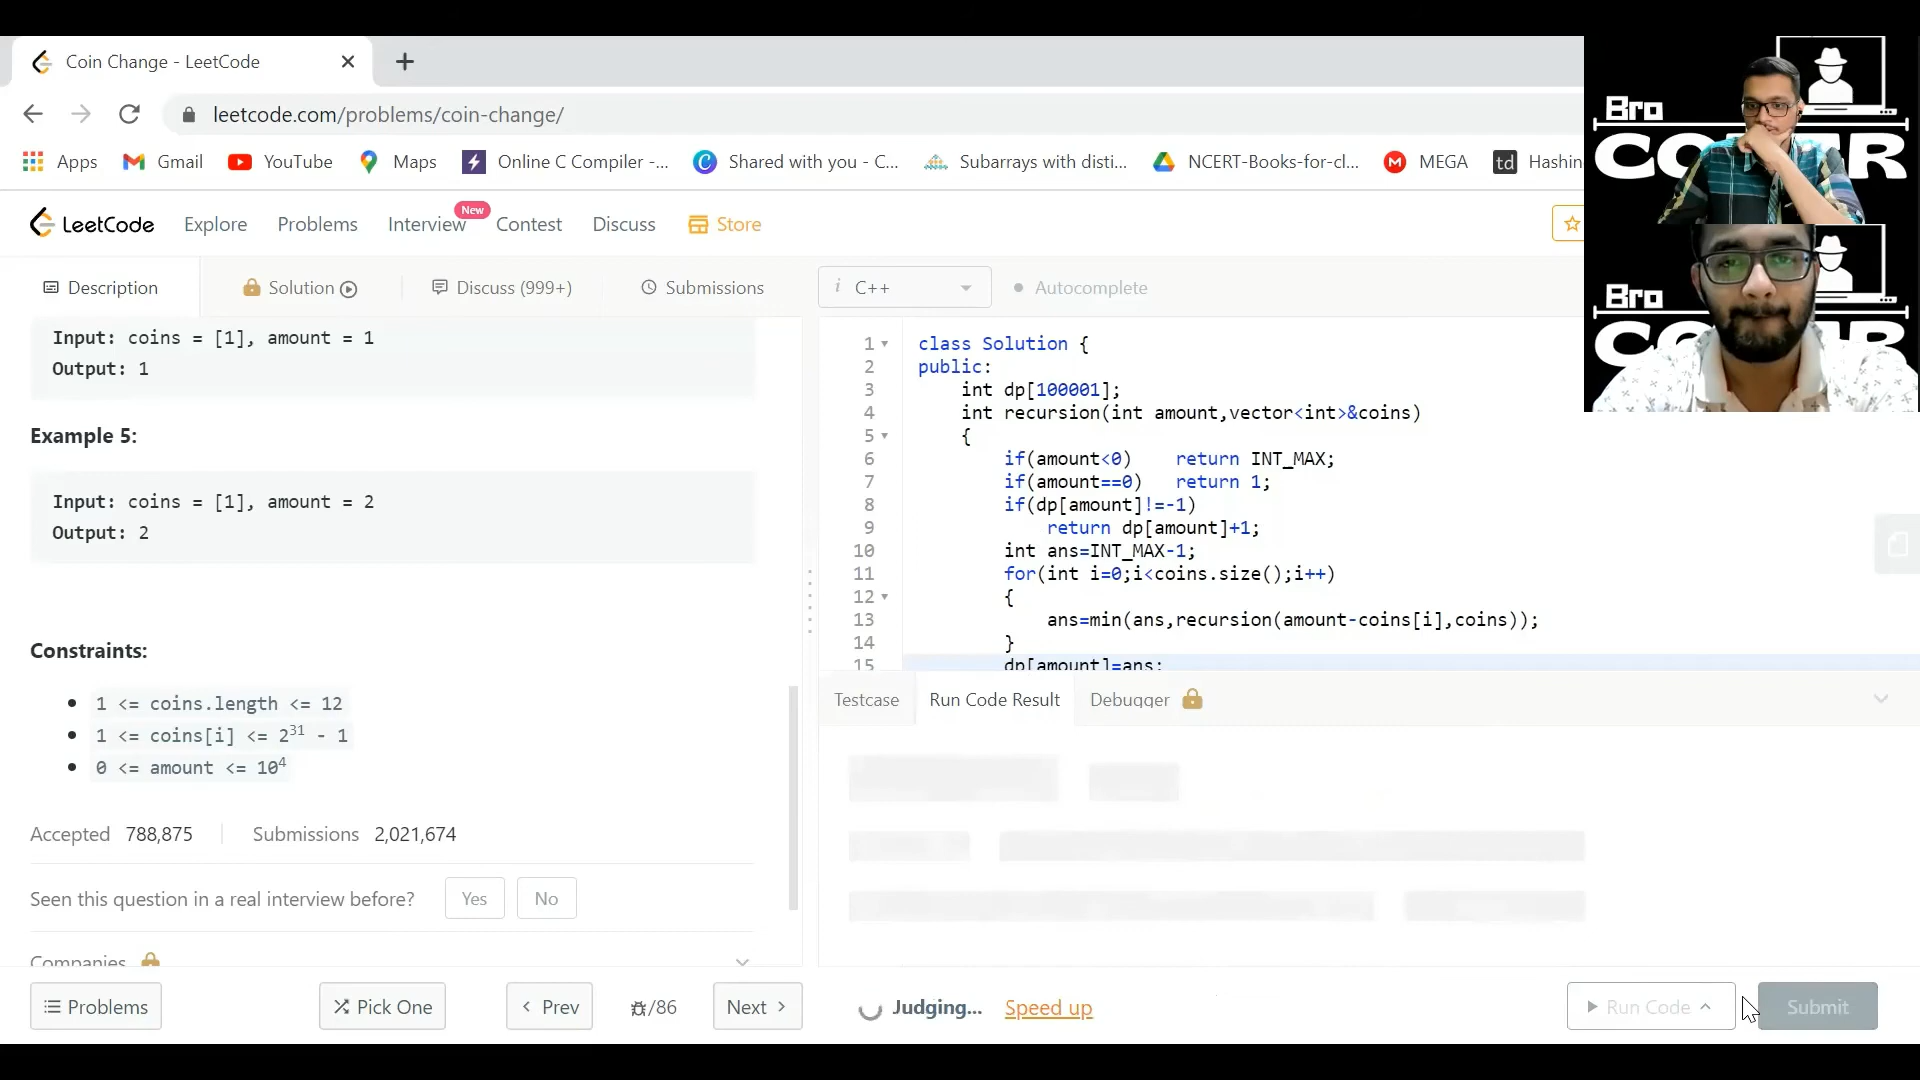 Coin Change - LeetCode
leetcode.com/problems/coin-change/
Apps Gmail YouTube Maps Online C Compiler -... Shared with you - C... Subarrays with disti... NCERT-Books-for-cl... MEGA td Hashin
LeetCode Explore Problems Interview New Contest Discuss Store
Description Solution Discuss (999+) Submissions
i C++ Autocomplete
Input: coins = [1], amount = 1
Output: 1
Example 5:
Input: coins = [1], amount = 2
Output: 2
Constraints:
1 <= coins.length <= 12
1 <= coins[i] <= 2^31 - 1
0 <= amount <= 10^4
Accepted 788,875 Submissions 2,021,674
Seen this question in a real interview before? Yes No
Companies
Problems Pick One Prev /86 Next
1 class Solution {
2 public:
3 int dp[100001];
4 int recursion(int amount,vector<int>&coins)
5 {
6 if(amount<0) return INT_MAX;
7 if(amount==0) return 1;
8 if(dp[amount]!=-1)
9 return dp[amount]+1;
10 int ans=INT_MAX-1;
11 for(int i=0;i<coins.size();i++)
12 {
13 ans=min(ans,recursion(amount-coins[i],coins));
14 }
15 dp[amount]=ans;
Testcase Run Code Result Debugger
Judging... Speed up
Run Code Submit
Bro
Bro